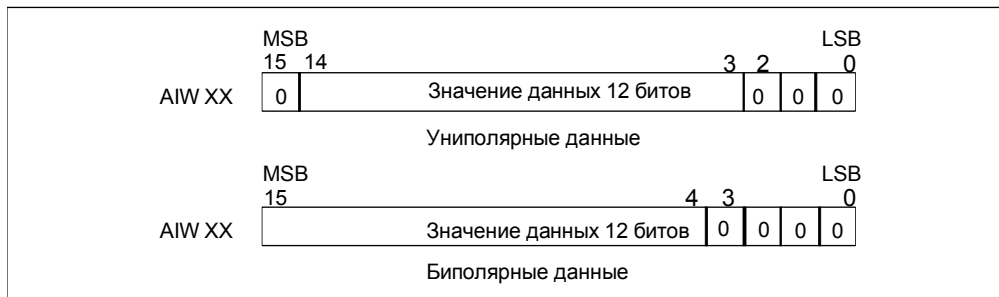 MSB LSB
15 14 3 2 0
AIW XX 0 Значение данных 12 битов 0 0 0
Униполярные данные
MSB LSB
15 4 3 0
AIW XX Значение данных 12 битов 0 0 0 0
Биполярные данные